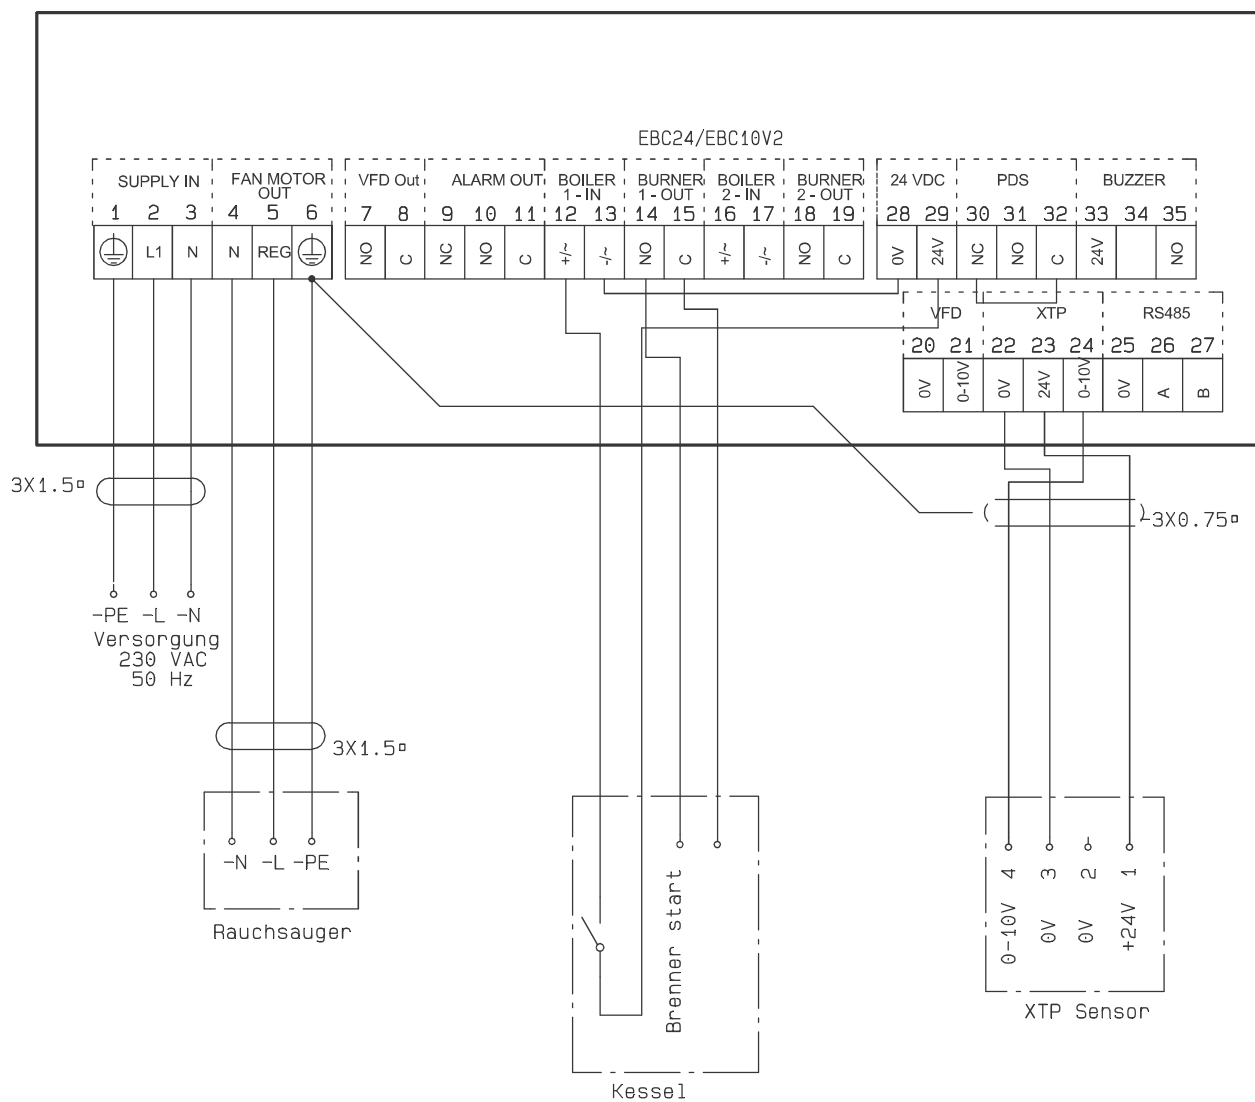 EBC24/EBC10V2
SUPPLY IN
FAN MOTOR
OUT
VFD Out
ALARM OUT
BOILER
1 - IN
BURNER
1 - OUT
BOILER
2 - IN
BURNER
2 - OUT
24 VDC
PDS
BUZZER
1 2 3 4 5 6 7 8 9 10 11 12 13 14 15 16 17 18 19 28 29 30 31 32 33 34 35
L1 N N REG NO C NC NO C +/~ -/~ NO C +/~ -/~ NO C 0V 24V NC NO C 24V NO
VFD XTP RS485
20 21 22 23 24 25 26 27
0V 0-10V 0V 24V 0-10V 0V A B
3X1.5▫
-3X0.75▫
-PE -L -N
Versorgung
230 VAC
50 Hz
3X1.5▫
-N -L -PE
Rauchsauger
Brenner start
Kessel
4 3 2 1
0-10V 0V 0V +24V
XTP Sensor